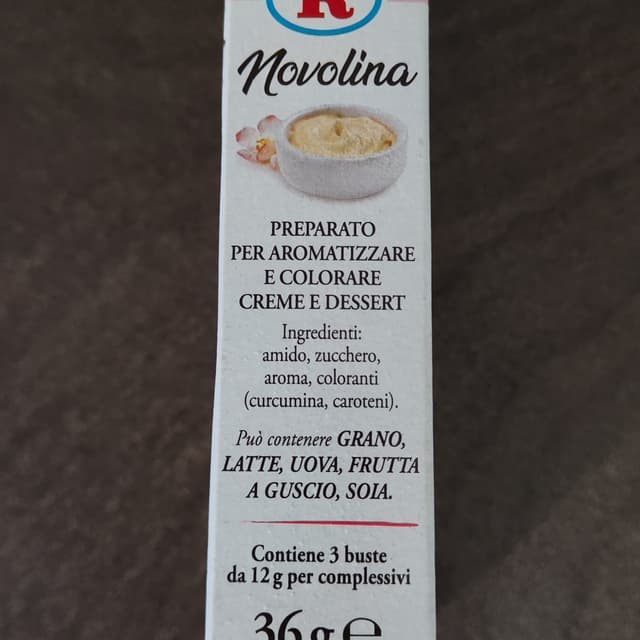 R
Novolina
PREPARATO
PER AROMATIZZARE
E COLORARE
CREME E DESSERT
Ingredienti:
amido, zucchero,
aroma, coloranti
(curcumina, caroteni).
Può contenere GRANO,
LATTE, UOVA, FRUTTA
A GUSCIO, SOIA.
Contiene 3 buste
da 12 g per complessivi
36 g ℮